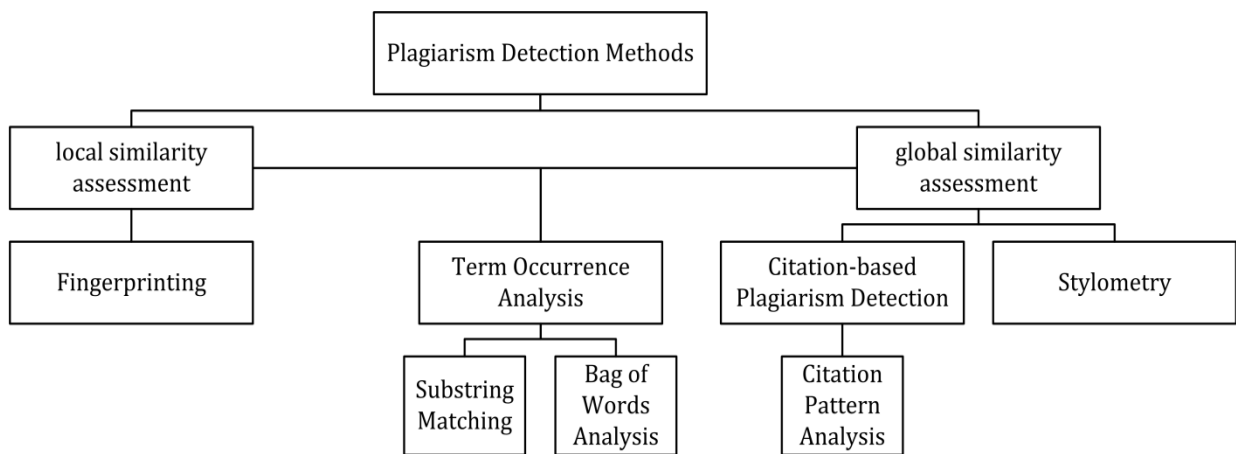 Plagiarism Detection Methods
local similarity
assessment
global similarity
assessment
Fingerprinting
Term Occurrence
Analysis
Citation-based
Plagiarism Detection
Stylometry
Substring
Matching
Bag of
Words
Analysis
Citation
Pattern
Analysis